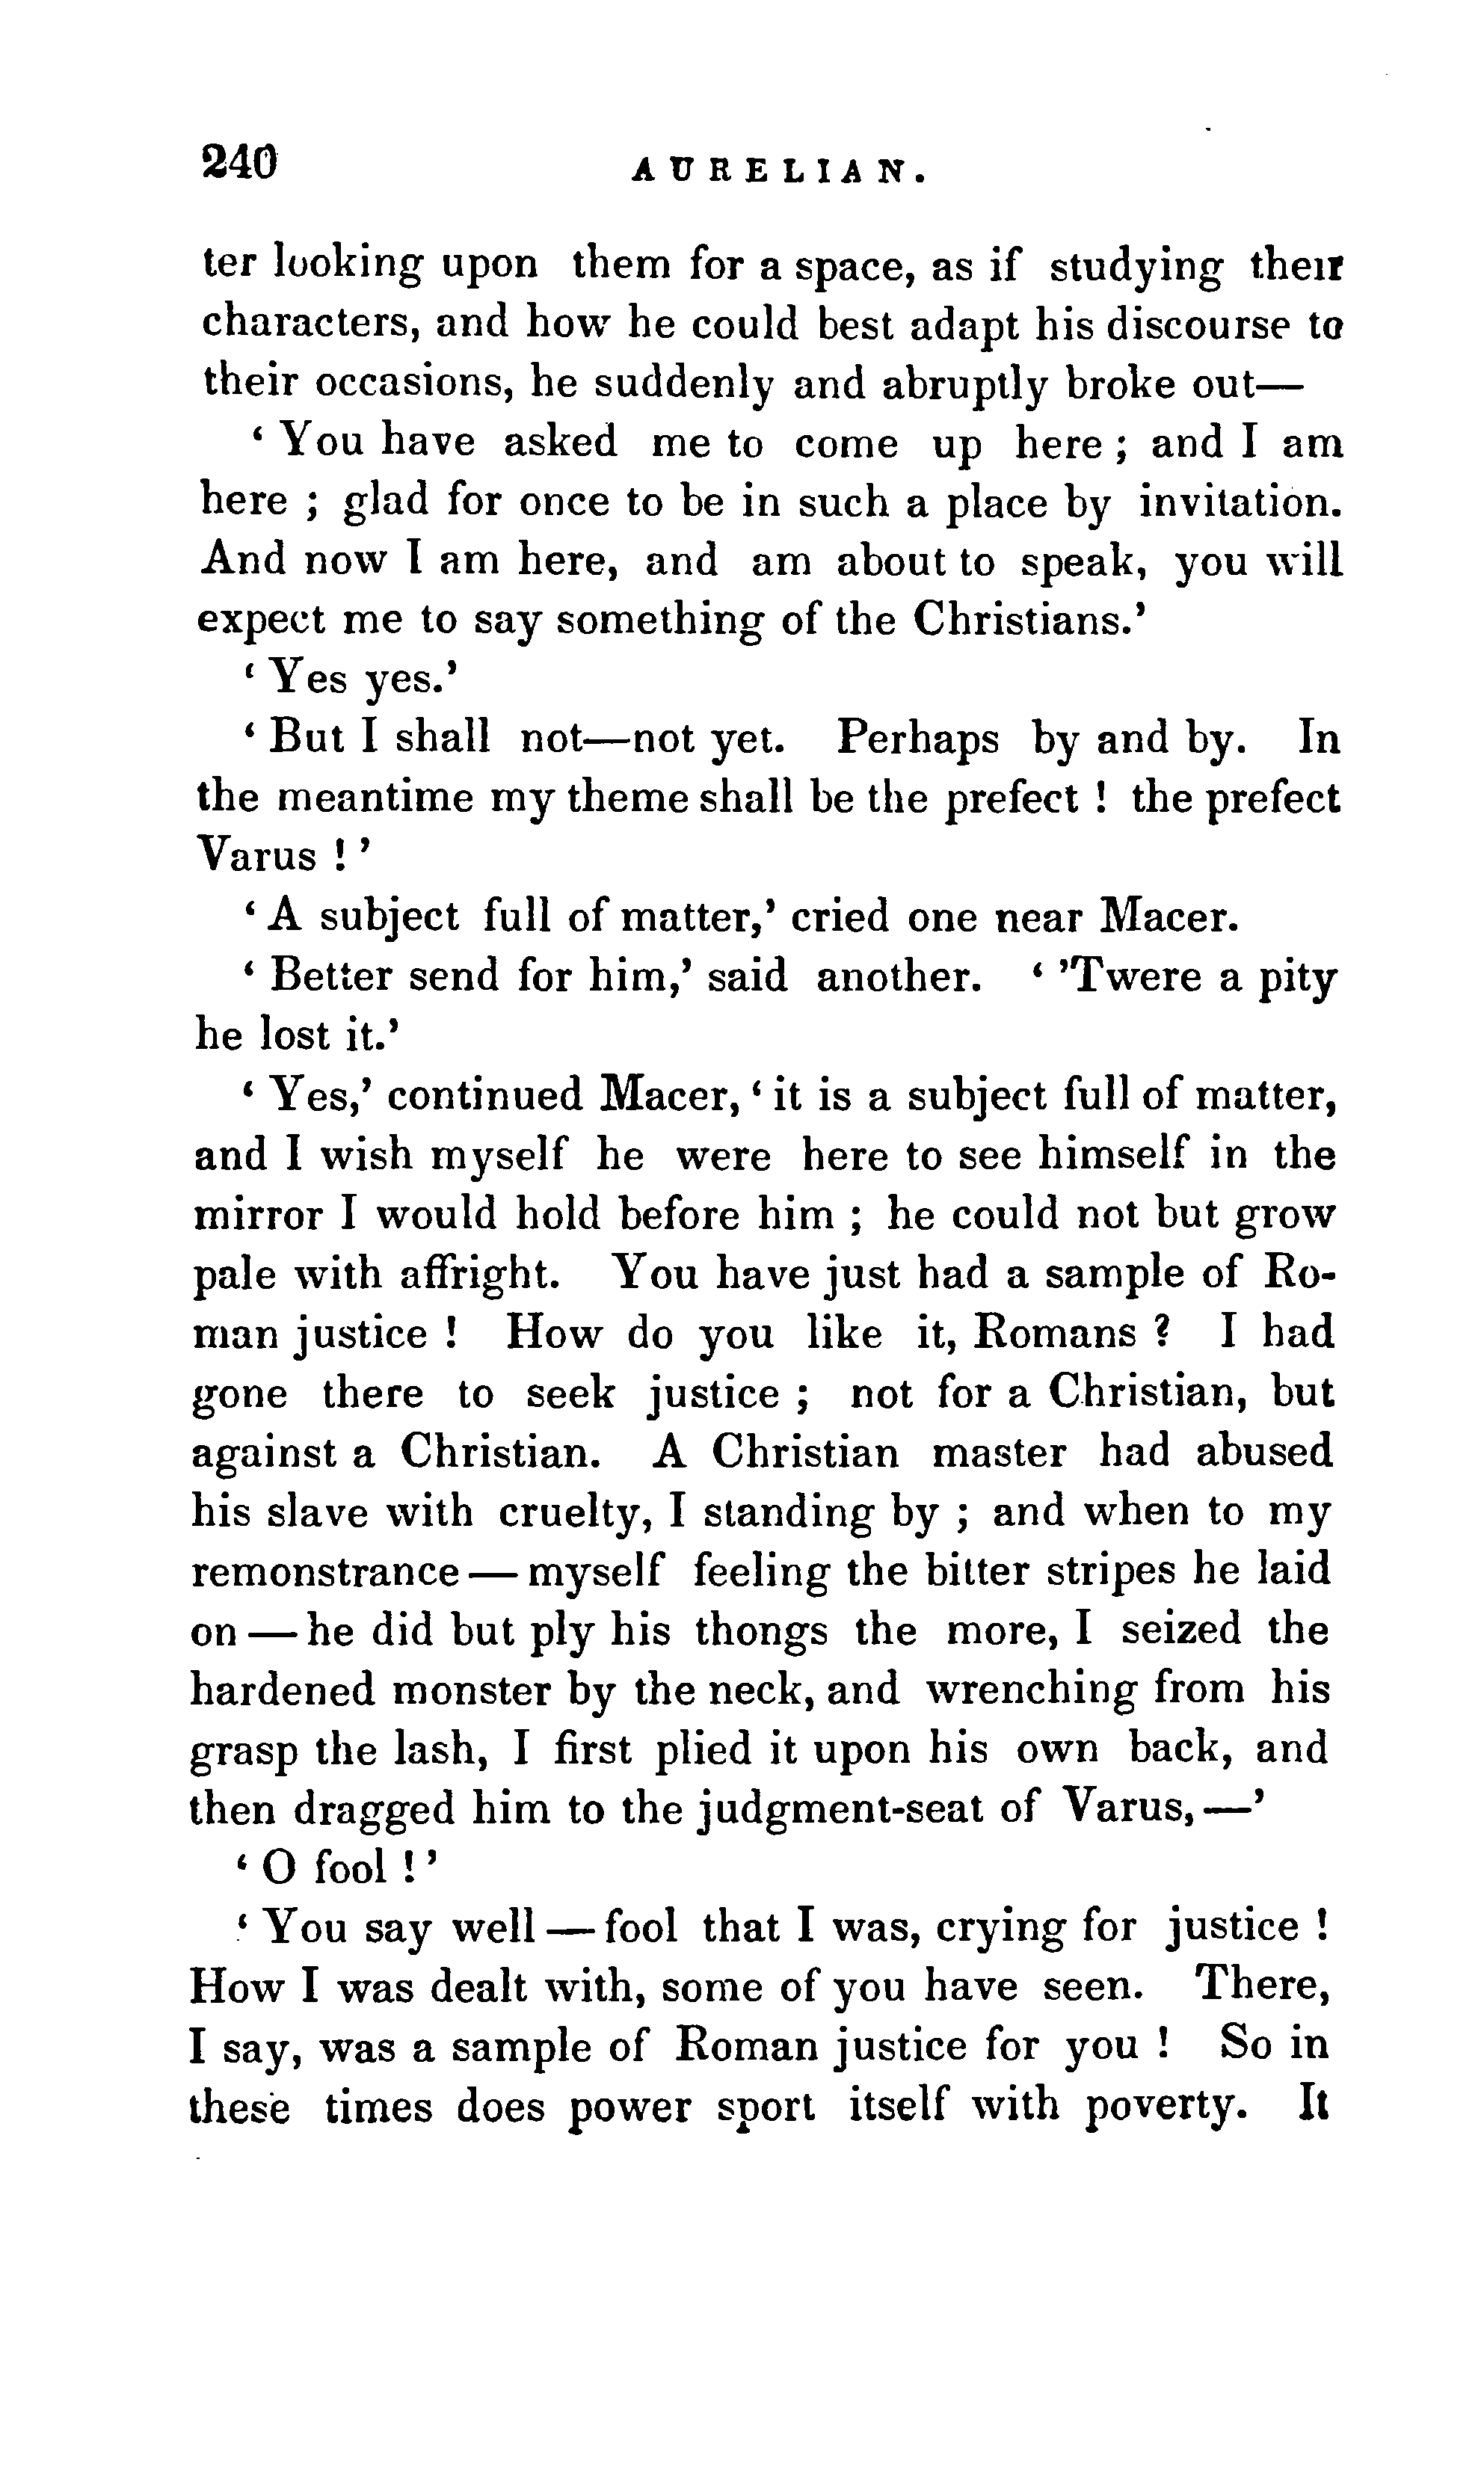 240 AURELIAN.
ter looking upon them for a space, as if studying their
characters, and how he could best adapt his discourse to
their occasions, he suddenly and abruptly broke out—
‘ You have asked me to come up here ; and I am
here ; glad for once to be in such a place by invitation.
And now I am here, and am about to speak, you will
expect me to say something of the Christians.’
‘ Yes yes.’
‘ But I shall not—not yet. Perhaps by and by. In
the meantime my theme shall be the prefect ! the prefect
Varus ! ’
‘ A subject full of matter,’ cried one near Macer.
‘ Better send for him,’ said another. ‘ ’Twere a pity
he lost it.’
‘ Yes,’ continued Macer, ‘ it is a subject full of matter,
and I wish myself he were here to see himself in the
mirror I would hold before him ; he could not but grow
pale with affright. You have just had a sample of Ro-
man justice ! How do you like it, Romans ? I had
gone there to seek justice ; not for a Christian, but
against a Christian. A Christian master had abused
his slave with cruelty, I standing by ; and when to my
remonstrance — myself feeling the bitter stripes he laid
on — he did but ply his thongs the more, I seized the
hardened monster by the neck, and wrenching from his
grasp the lash, I first plied it upon his own back, and
then dragged him to the judgment-seat of Varus, —’
‘ O fool ! ’
‘ You say well — fool that I was, crying for justice !
How I was dealt with, some of you have seen. There,
I say, was a sample of Roman justice for you ! So in
these times does power sport itself with poverty. It